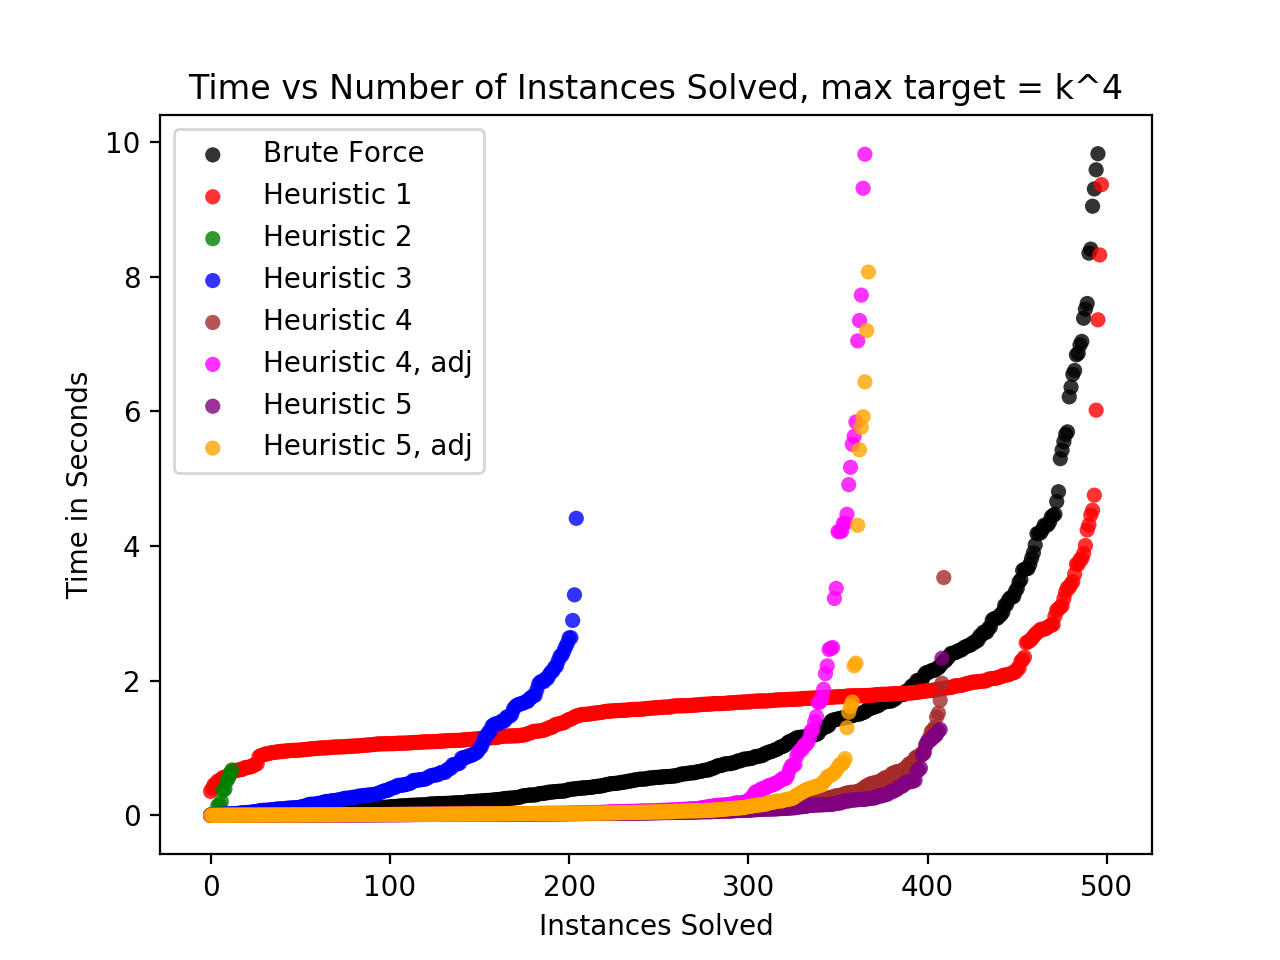 Time vs Number of Instances Solved, max target = k^4
10
8
6
4
2
0
Time in Seconds
Brute Force
Heuristic 1
Heuristic 2
Heuristic 3
Heuristic 4
Heuristic 4, adj
Heuristic 5
Heuristic 5, adj
0 100 200 300 400 500
Instances Solved